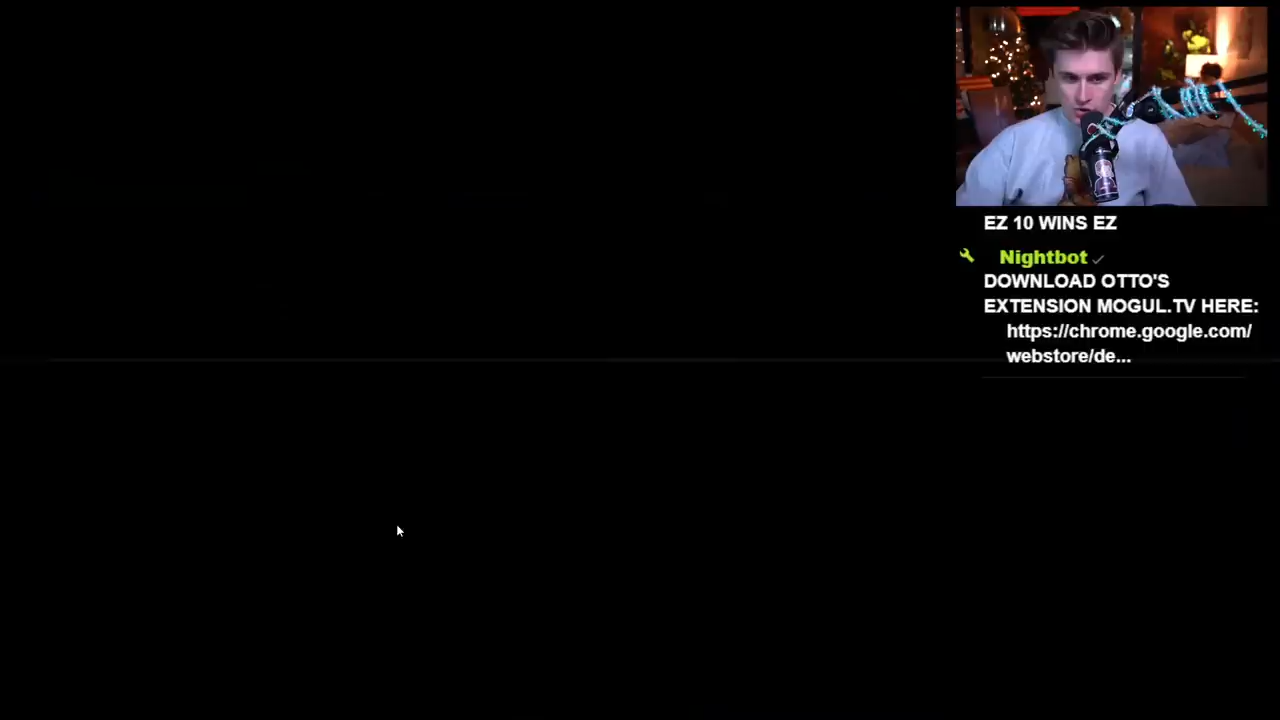 EZ 10 WINS EZ
Nightbot
DOWNLOAD OTTO'S
EXTENSION MOGUL.TV HERE:
https://chrome.google.com/
webstore/de...